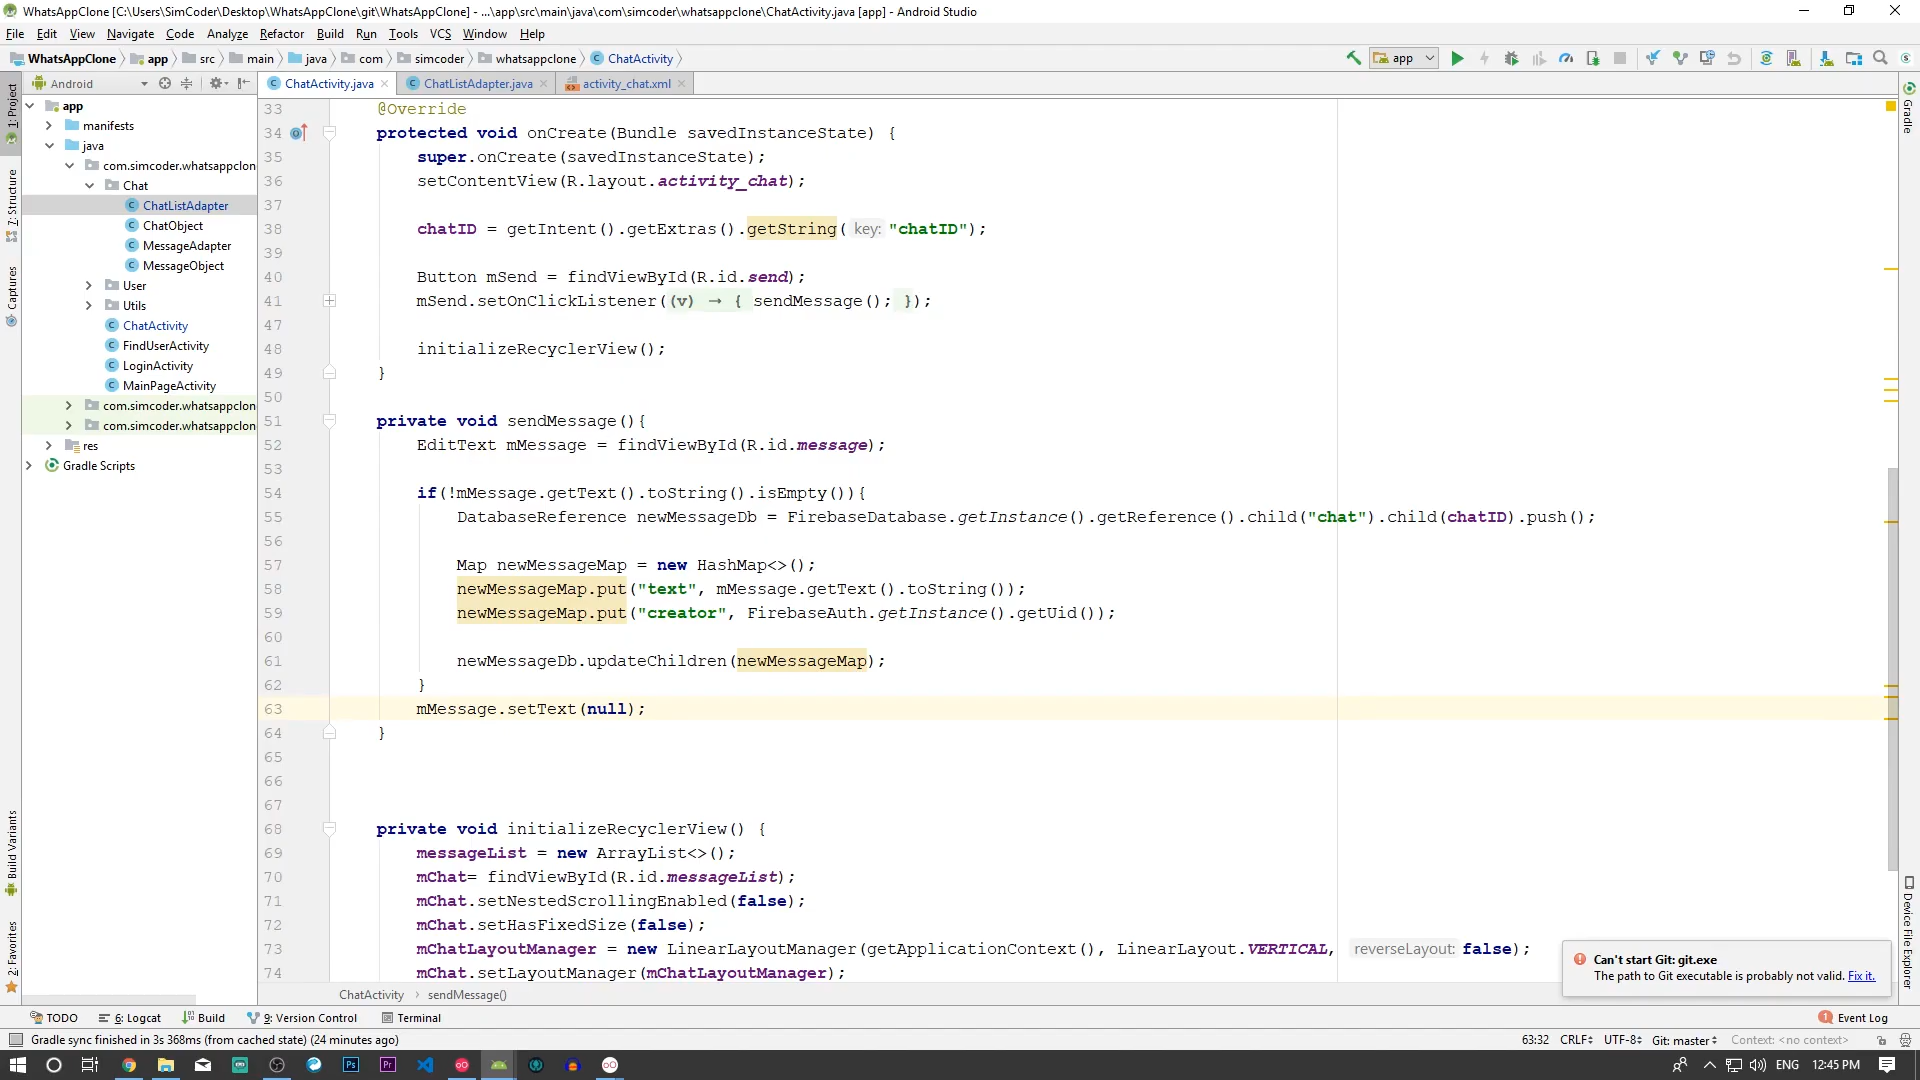 WhatsAppClone [C:\Users\SimCoder\Desktop\WhatsAppClone\git\WhatsAppClone] - ...\app\src\main\java\com\simcoder\whatsappclone\ChatActivity.java [app] - Android Studio
File Edit View Navigate Code Analyze Refactor Build Run Tools VCS Window Help
WhatsAppClone app src main java com simcoder whatsappclone ChatActivity app
Android ChatActivity.java ChatListAdapter.java activity_chat.xml
1: Project
7: Structure
Captures
Build Variants
2: Favorites
app
manifests
java
com.simcoder.whatsappclon
Chat
ChatListAdapter
ChatObject
MessageAdapter
MessageObject
User
Utils
ChatActivity
FindUserActivity
LoginActivity
MainPageActivity
com.simcoder.whatsappclon
com.simcoder.whatsappclon
res
Gradle Scripts
33 @Override
34 protected void onCreate(Bundle savedInstanceState) {
35 super.onCreate(savedInstanceState);
36 setContentView(R.layout.activity_chat);
37
38 chatID = getIntent().getExtras().getString( key: "chatID");
39
40 Button mSend = findViewById(R.id.send);
41 mSend.setOnClickListener((v) → { sendMessage(); });
47
48 initializeRecyclerView();
49 }
50
51 private void sendMessage(){
52 EditText mMessage = findViewById(R.id.message);
53
54 if(!mMessage.getText().toString().isEmpty()){
55 DatabaseReference newMessageDb = FirebaseDatabase.getInstance().getReference().child("chat").child(chatID).push();
56
57 Map newMessageMap = new HashMap<>();
58 newMessageMap.put("text", mMessage.getText().toString());
59 newMessageMap.put("creator", FirebaseAuth.getInstance().getUid());
60
61 newMessageDb.updateChildren(newMessageMap);
62 }
63 mMessage.setText(null);
64 }
65
66
67
68 private void initializeRecyclerView() {
69 messageList = new ArrayList<>();
70 mChat= findViewById(R.id.messageList);
71 mChat.setNestedScrollingEnabled(false);
72 mChat.setHasFixedSize(false);
73 mChatLayoutManager = new LinearLayoutManager(getApplicationContext(), LinearLayout.VERTICAL, reverseLayout: false);
74 mChat.setLayoutManager(mChatLayoutManager);
ChatActivity sendMessage()
Gradle
Device File Explorer
Can't start Git: git.exe
The path to Git executable is probably not valid. Fix it.
TODO 6: Logcat Build 9: Version Control Terminal 1 Event Log
Gradle sync finished in 3s 368ms (from cached state) (24 minutes ago) 63:32 CRLF UTF-8 Git: master Context: <no context>
Ps Pr ENG 12:45 PM